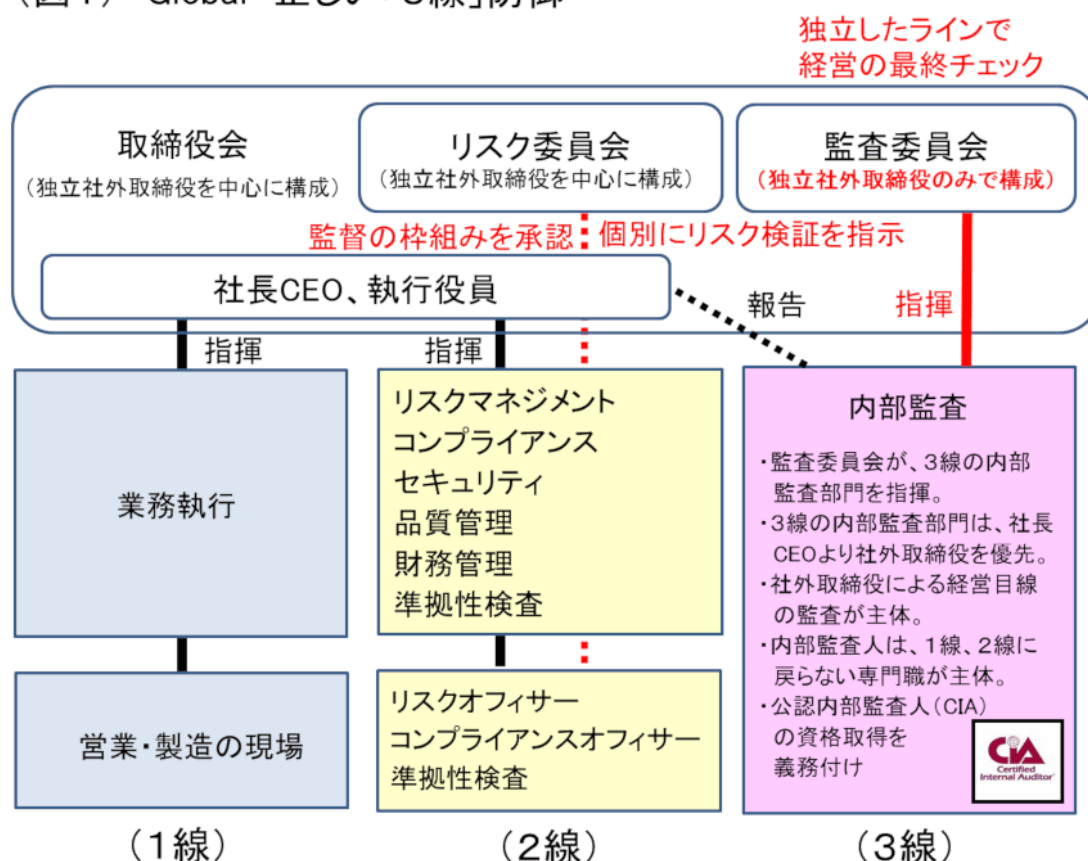 独立したラインで
経営の最終チェック
取締役会
(独立社外取締役を中心に構成)
リスク委員会
(独立社外取締役を中心に構成)
監査委員会
(独立社外取締役のみで構成)
監督の枠組みを承認
個別にリスク検証を指示
社長CEO、執行役員
報告
指揮
指揮
指揮
業務執行
営業・製造の現場
(1線)
リスクマネジメント
コンプライアンス
セキュリティ
品質管理
財務管理
準拠性検査
リスクオフィサー
コンプライアンスオフィサー
準拠性検査
(2線)
内部監査
・監査委員会が、3線の内部
監査部門を指揮。
・3線の内部監査部門は、社長
CEOより社外取締役を優先。
・社外取締役による経営目線
の監査が主体。
・内部監査人は、1線、2線に
戻らない専門職が主体。
・公認内部監査人(CIA)
の資格取得を
義務付け
CIA
Certified
Internal Auditor
(3線)